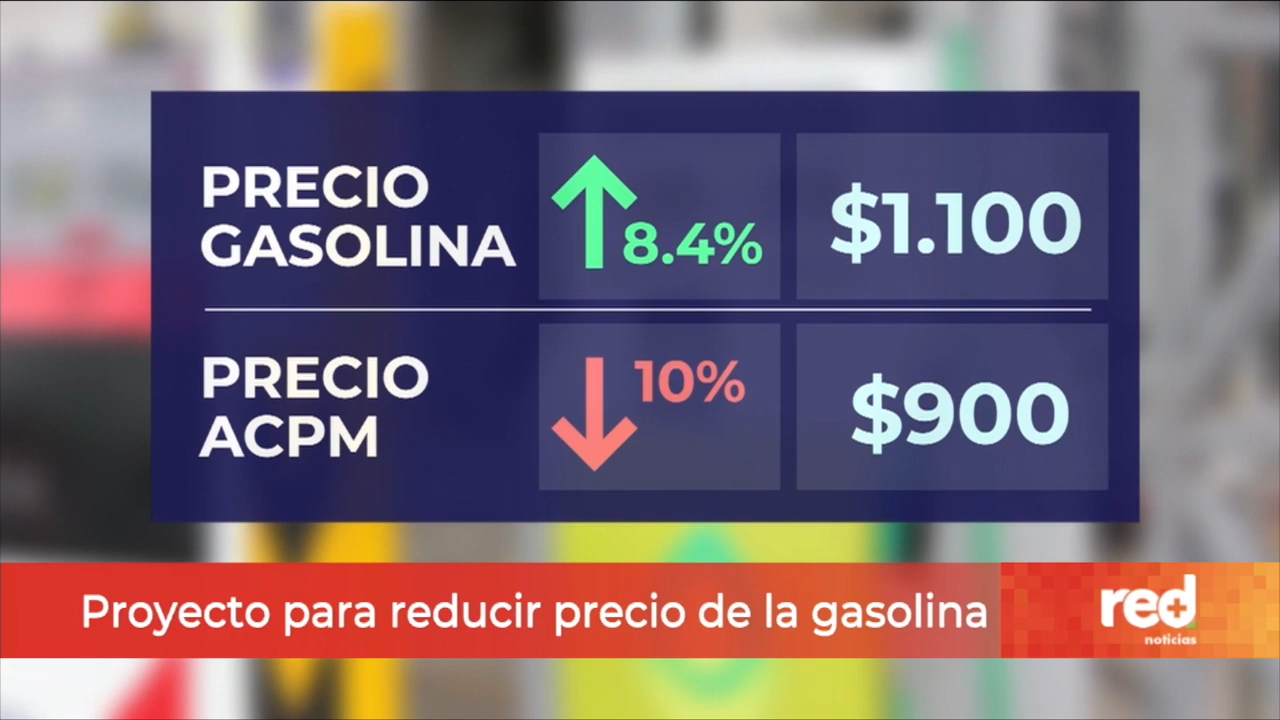 PRECIO
GASOLINA
8.4%
$1.100
PRECIO
ACPM
10%
$900
Proyecto para reducir precio de la gasolina
red
noticias